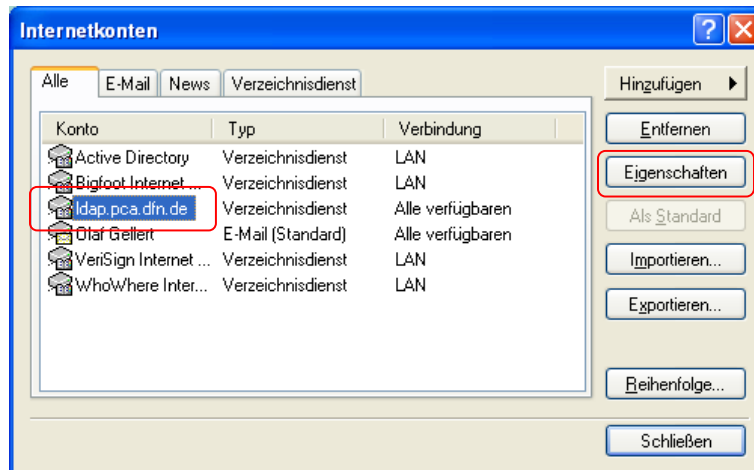 Internetkonten
Alle E-Mail News Verzeichnisdienst
Hinzufügen
Konto Typ Verbindung
Entfernen
Active Directory Verzeichnisdienst LAN
Bigfoot Internet ... Verzeichnisdienst LAN
Eigenschaften
ldap.pca.dfn.de Verzeichnisdienst Alle verfügbaren
Als Standard
Olaf Gellert E-Mail (Standard) Alle verfügbaren
VeriSign Internet ... Verzeichnisdienst LAN
Importieren...
WhoWhere Inter... Verzeichnisdienst LAN
Exportieren...
Reihenfolge...
Schließen